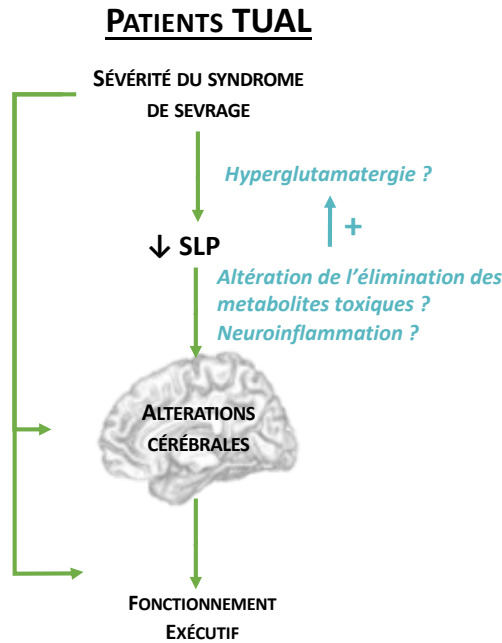 PATIENTS TUAL
SÉVÉRITÉ DU SYNDROME
DE SEVRAGE
Hyperglutamatergie ?
+
↓ SLP
Altération de l'élimination des
metabolites toxiques ?
Neuroinflammation ?
ALTERATIONS
CÉRÉBRALES
FONCTIONNEMENT
EXÉCUTIF